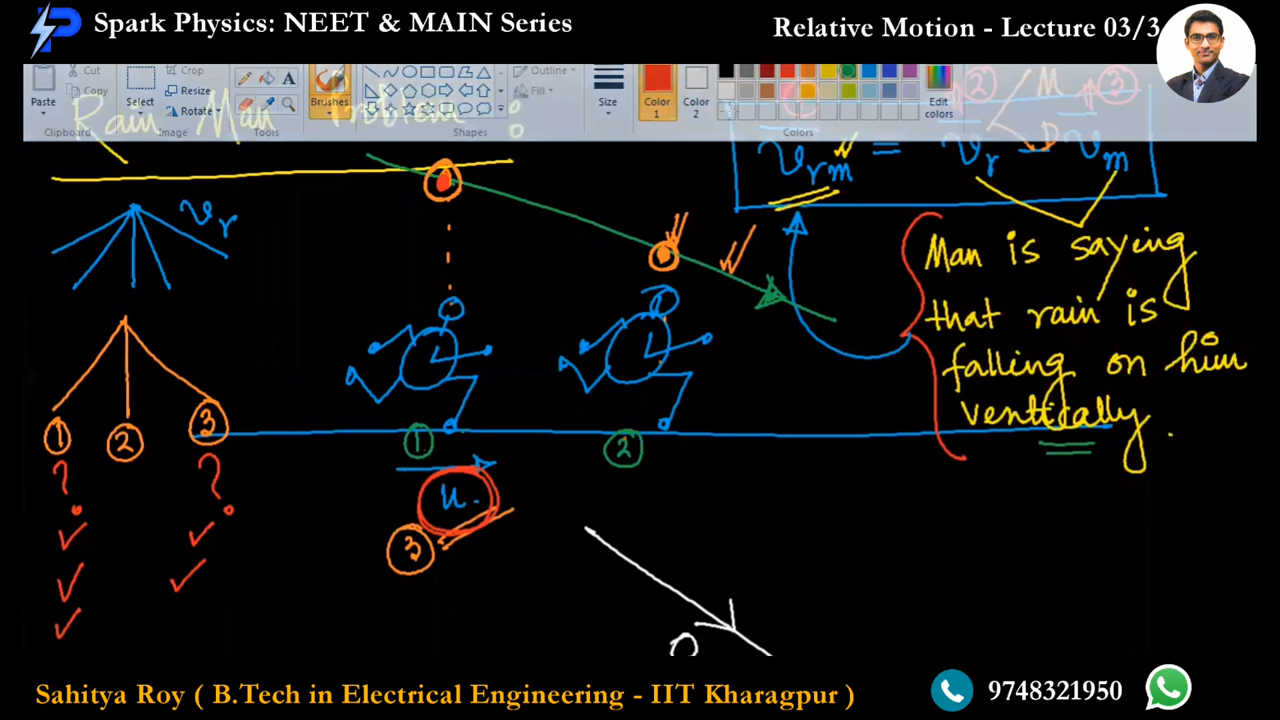 Spark Physics: NEET & MAIN Series
Relative Motion - Lecture 03/3
Cut
Copy
Paste
Clipboard
Select
Crop
Resize
Rotate
Image
A
Tools
Brushes
Shapes
Outline
Fill
Size
Color
1
Color
2
Colors
Edit
colors
Rain Man Problem
2 M 3
D
v_rm = v_r - v_m
v_r
Man is saying
that rain is
falling on him
ventically.
1 2 3
? ?
1 2
u
3
Sahitya Roy ( B.Tech in Electrical Engineering - IIT Kharagpur )
9748321950